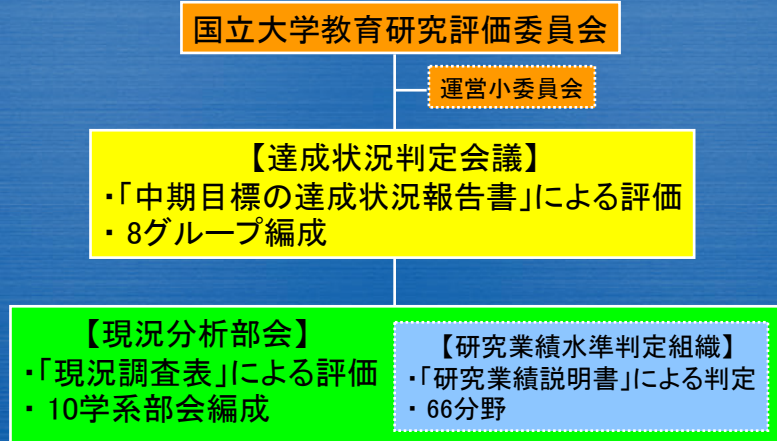 国立大学教育研究評価委員会
運営小委員会
【達成状況判定会議】
・「中期目標の達成状況報告書」による評価
・ 8グループ編成
【現況分析部会】
・「現況調査表」による評価
・ 10学系部会編成
【研究業績水準判定組織】
・「研究業績説明書」による判定
・ 66分野